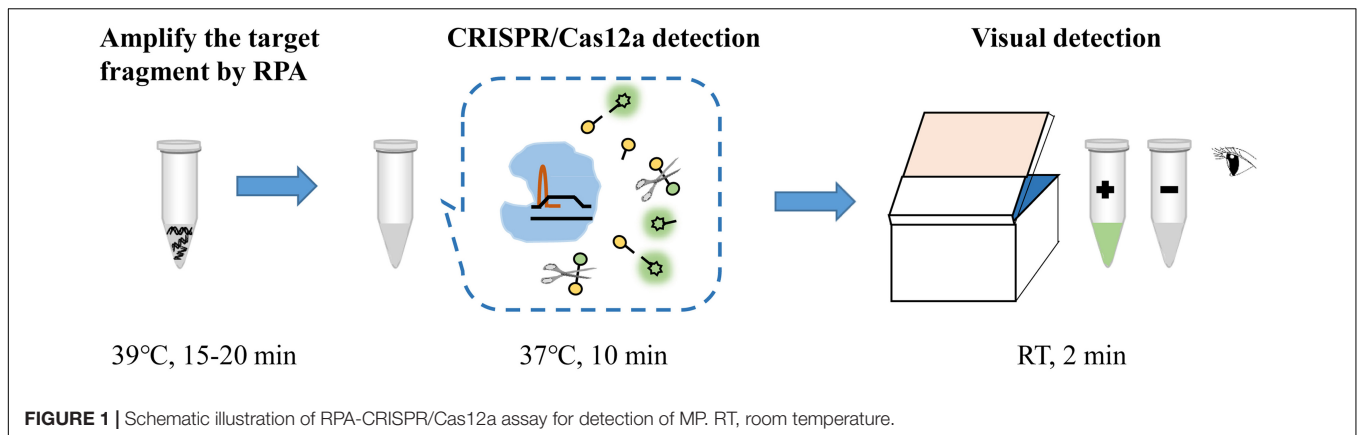 Amplify the target
fragment by RPA
CRISPR/Cas12a detection
Visual detection
+
-
39°C, 15-20 min
37°C, 10 min
RT, 2 min
FIGURE 1 | Schematic illustration of RPA-CRISPR/Cas12a assay for detection of MP. RT, room temperature.